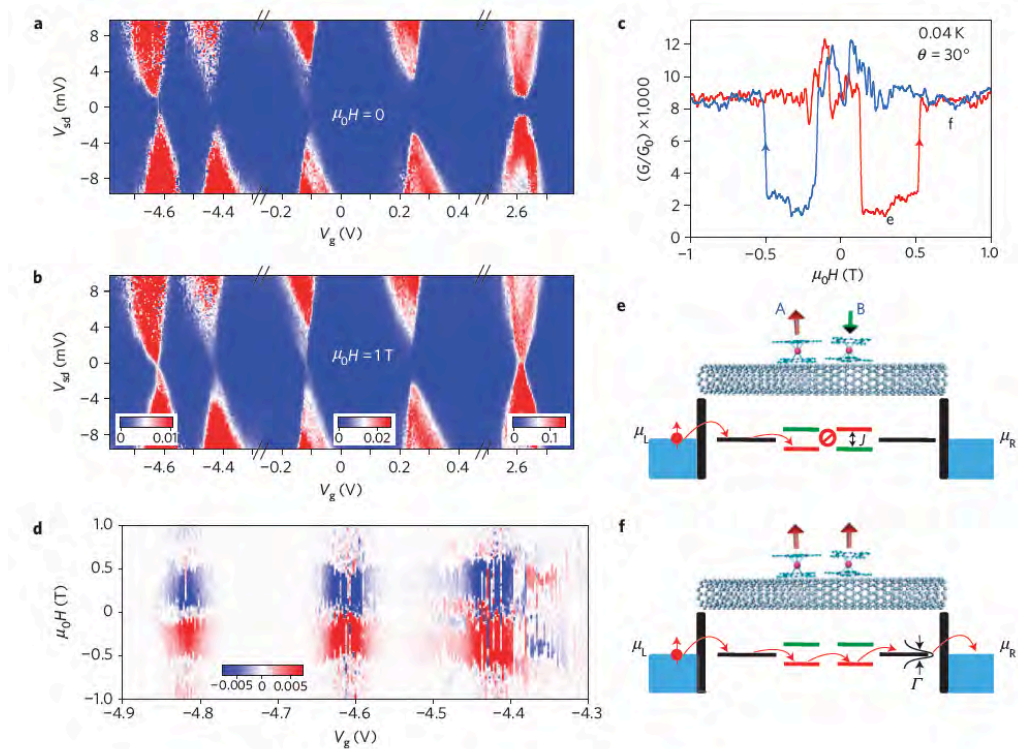 a
8
4
0
−4
−8
V_sd (mV)
μ₀H = 0
−4.6
−4.4
−0.2
0
0.2
0.4
2.6
V_g (V)
b
8
4
0
−4
−8
V_sd (mV)
μ₀H = 1 T
0 0.01
0 0.02
0 0.1
−4.6
−4.4
−0.2
0
0.2
0.4
2.6
V_g (V)
c
12
10
8
6
4
2
0
(G/G₀) × 1,000
0.04 K
θ = 30°
f
e
−1
−0.5
0
0.5
1.0
μ₀H (T)
d
1.0
0.5
0
−0.5
−1.0
μ₀H (T)
−0.005 0 0.005
−4.9
−4.8
−4.7
−4.6
−4.5
−4.4
−4.3
V_g (V)
e
A
B
μ_L
J
μ_R
f
μ_L
Γ
μ_R